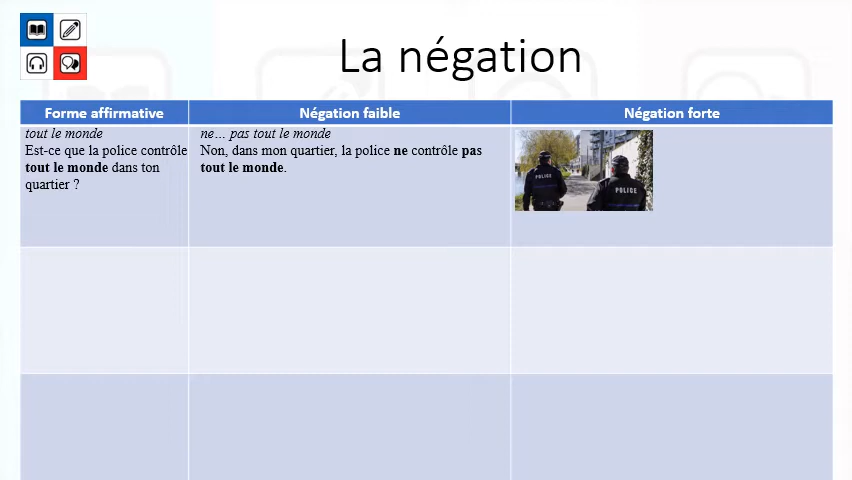 La négation
Forme affirmative
Négation faible
Négation forte
tout le monde
Est-ce que la police contrôle
tout le monde dans ton
quartier ?
ne… pas tout le monde
Non, dans mon quartier, la police ne contrôle pas
tout le monde.
POLICE
POLICE